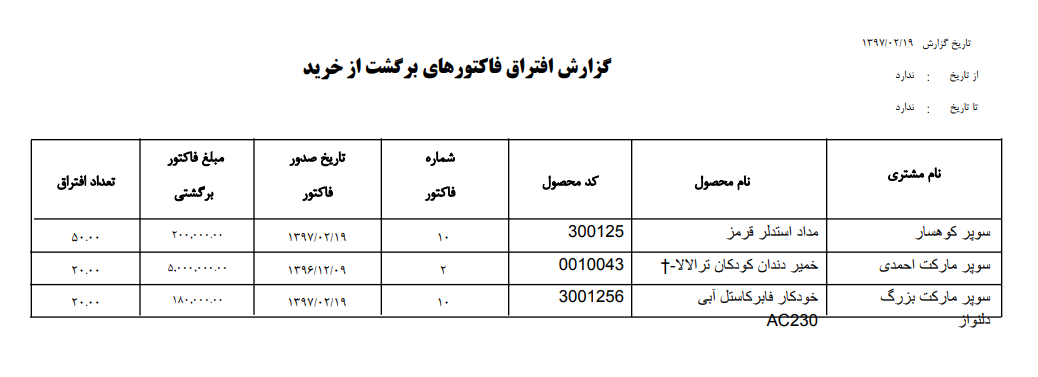 تاریخ گزارش ۱۳۹۷/۰۲/۱۹
گزارش افتراق فاکتورهای برگشت از خرید
از تاریخ : ندارد
تا تاریخ : ندارد
نام مشتری نام محصول کد محصول شماره فاکتور تاریخ صدور فاکتور مبلغ فاکتور برگشتی تعداد افتراق
سوپر کوهسار مداد استدلر قرمز 300125 ۱۰ ۱۳۹۷/۰۲/۱۹ ۲۰۰,۰۰۰.۰۰ ۵۰.۰۰
سوپر مارکت احمدی خمیر دندان کودکان ترالالا-† 0010043 ۲ ۱۳۹۶/۱۲/۰۹ ۵,۰۰۰,۰۰۰.۰۰ ۲۰.۰۰
سوپر مارکت بزرگ خودکار فابرکاستل آبی 3001256 ۱۰ ۱۳۹۷/۰۲/۱۹ ۱۸۰,۰۰۰.۰۰ ۲۰.۰۰
دلنواز AC230